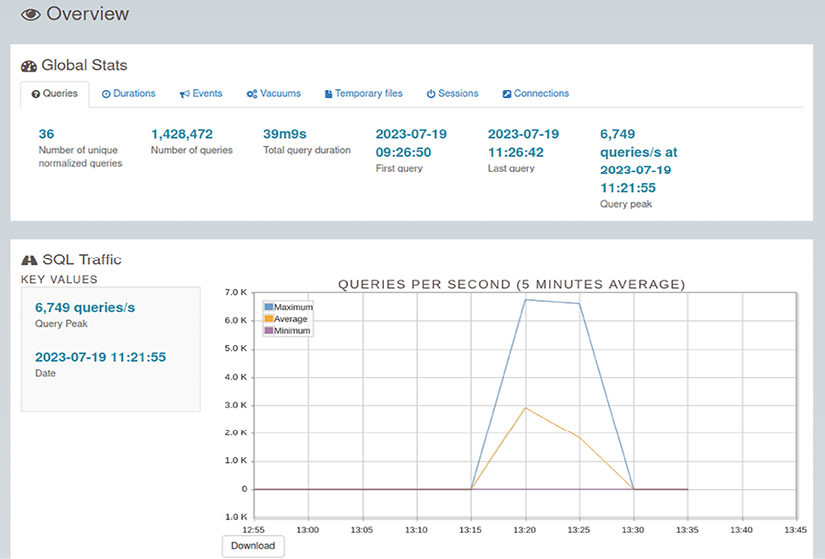 Overview
Global Stats
Queries Durations Events Vacuums Temporary files Sessions Connections
36
Number of unique
normalized queries
1,428,472
Number of queries
39m9s
Total query duration
2023-07-19
09:26:50
First query
2023-07-19
11:26:42
Last query
6,749
queries/s at
2023-07-19
11:21:55
Query peak
SQL Traffic
KEY VALUES
6,749 queries/s
Query Peak
2023-07-19 11:21:55
Date
QUERIES PER SECOND (5 MINUTES AVERAGE)
Maximum
Average
Minimum
7.0 K
6.0 K
5.0 K
4.0 K
3.0 K
2.0 K
1.0 K
0
1.0 K
12:55 13:00 13:05 13:10 13:15 13:20 13:25 13:30 13:35 13:40 13:45
Download